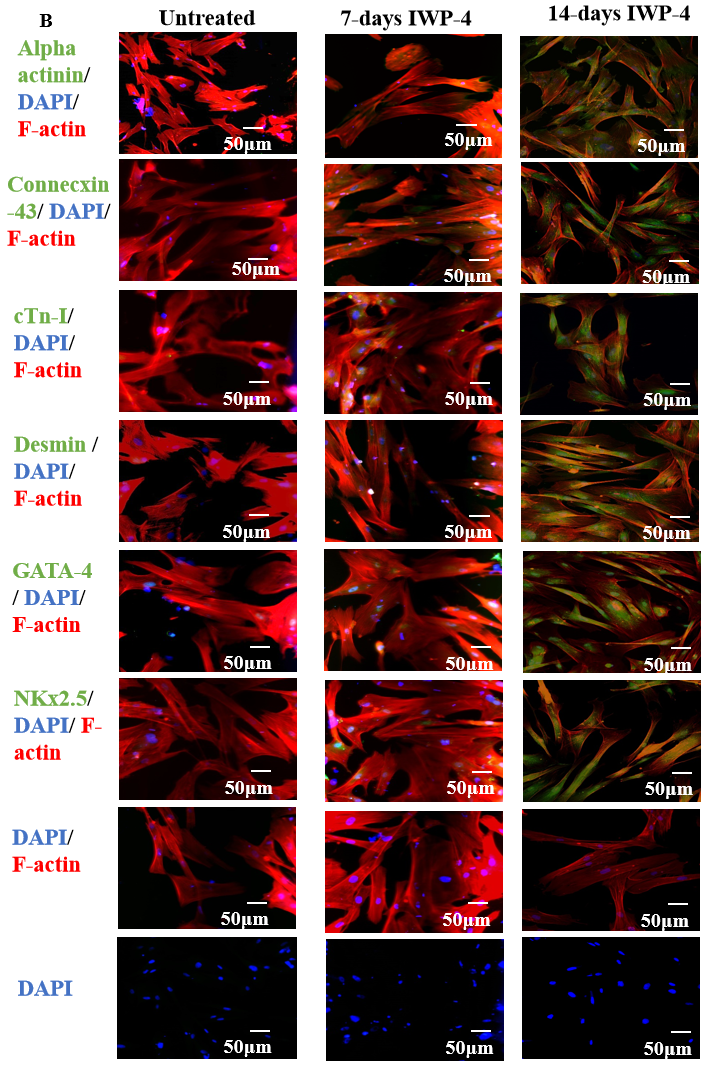 B
Untreated
7-days IWP-4
14-days IWP-4
Alpha
actinin/
DAPI/
F-actin
50µm
50µm
50µm
Connecxin
-43/ DAPI/
F-actin
50µm
50µm
50µm
cTn-I/
DAPI/
F-actin
50µm
50µm
50µm
Desmin /
DAPI/
F-actin
50µm
50µm
50µm
GATA-4
/ DAPI/
F-actin
50µm
50µm
50µm
NKx2.5/
DAPI/ F-
actin
50µm
50µm
50µm
DAPI/
F-actin
50µm
50µm
50µm
DAPI
50µm
50µm
50µm